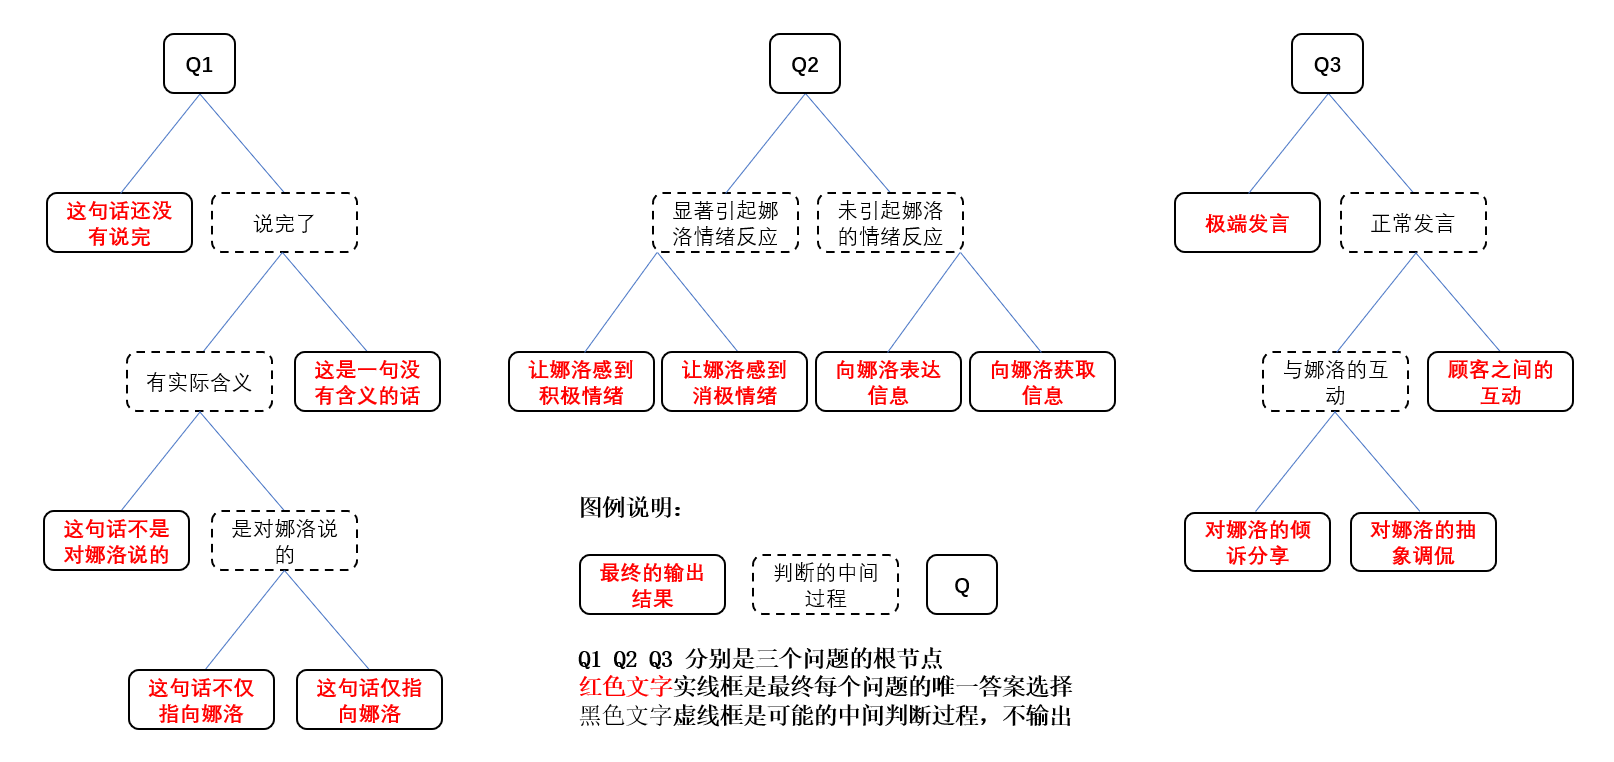 Q1
这句话还没
有说完
说完了
有实际含义
这是一句没
有含义的话
这句话不是
对娜洛说的
是对娜洛说
的
这句话不仅
指向娜洛
这句话仅指
向娜洛
Q2
显著引起娜
洛情绪反应
未引起娜洛
的情绪反应
让娜洛感到
积极情绪
让娜洛感到
消极情绪
向娜洛表达
信息
向娜洛获取
信息
Q3
极端发言
正常发言
与娜洛的互
动
顾客之间的
互动
对娜洛的倾
诉分享
对娜洛的抽
象调侃
图例说明:
最终的输出
结果
判断的中间
过程
Q
Q1 Q2 Q3 分别是三个问题的根节点
红色文字实线框是最终每个问题的唯一答案选择
黑色文字虚线框是可能的中间判断过程，不输出